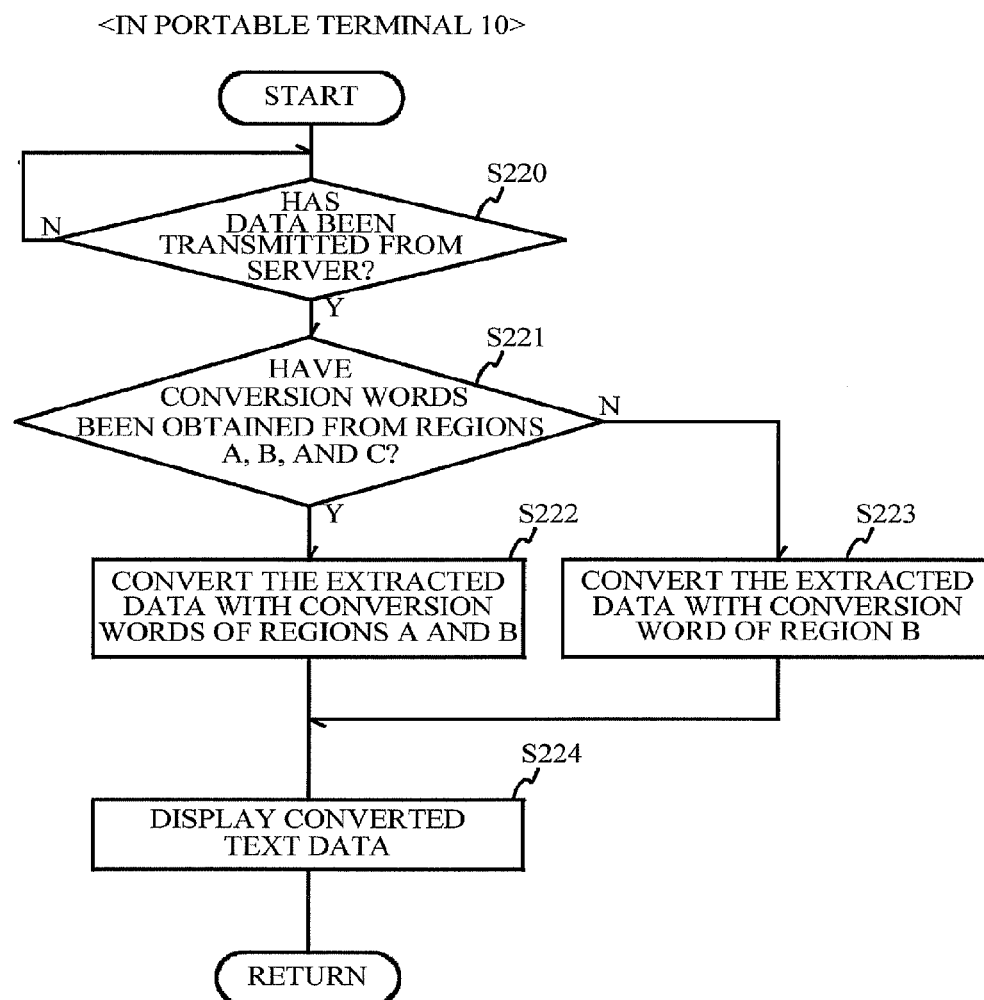 <IN PORTABLE TERMINAL 10>
START
S220
HAS
DATA BEEN
TRANSMITTED FROM
SERVER?
N
Y
S221
HAVE
CONVERSION WORDS
BEEN OBTAINED FROM REGIONS
A, B, AND C?
N
Y
S222
CONVERT THE EXTRACTED
DATA WITH CONVERSION
WORDS OF REGIONS A AND B
S223
CONVERT THE EXTRACTED
DATA WITH CONVERSION
WORD OF REGION B
S224
DISPLAY CONVERTED
TEXT DATA
RETURN